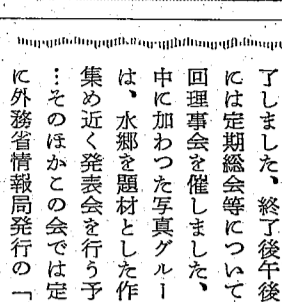 了しました、終了後午後
には定期総会等について
回理事会を催しました、
中に加わつた写真グルー
は、水郷を題材とした作
集め近く発表会を行う予
…そのほかこの会では定
に外務省情報局発行の「